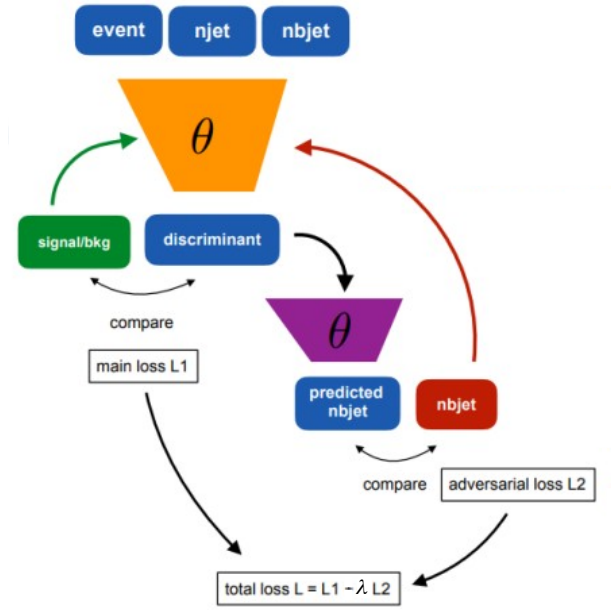 event
njet
nbjet
θ
signal/bkg
discriminant
compare
θ
main loss L1
predicted
nbjet
nbjet
compare
adversarial loss L2
total loss L = L1 - λ L2